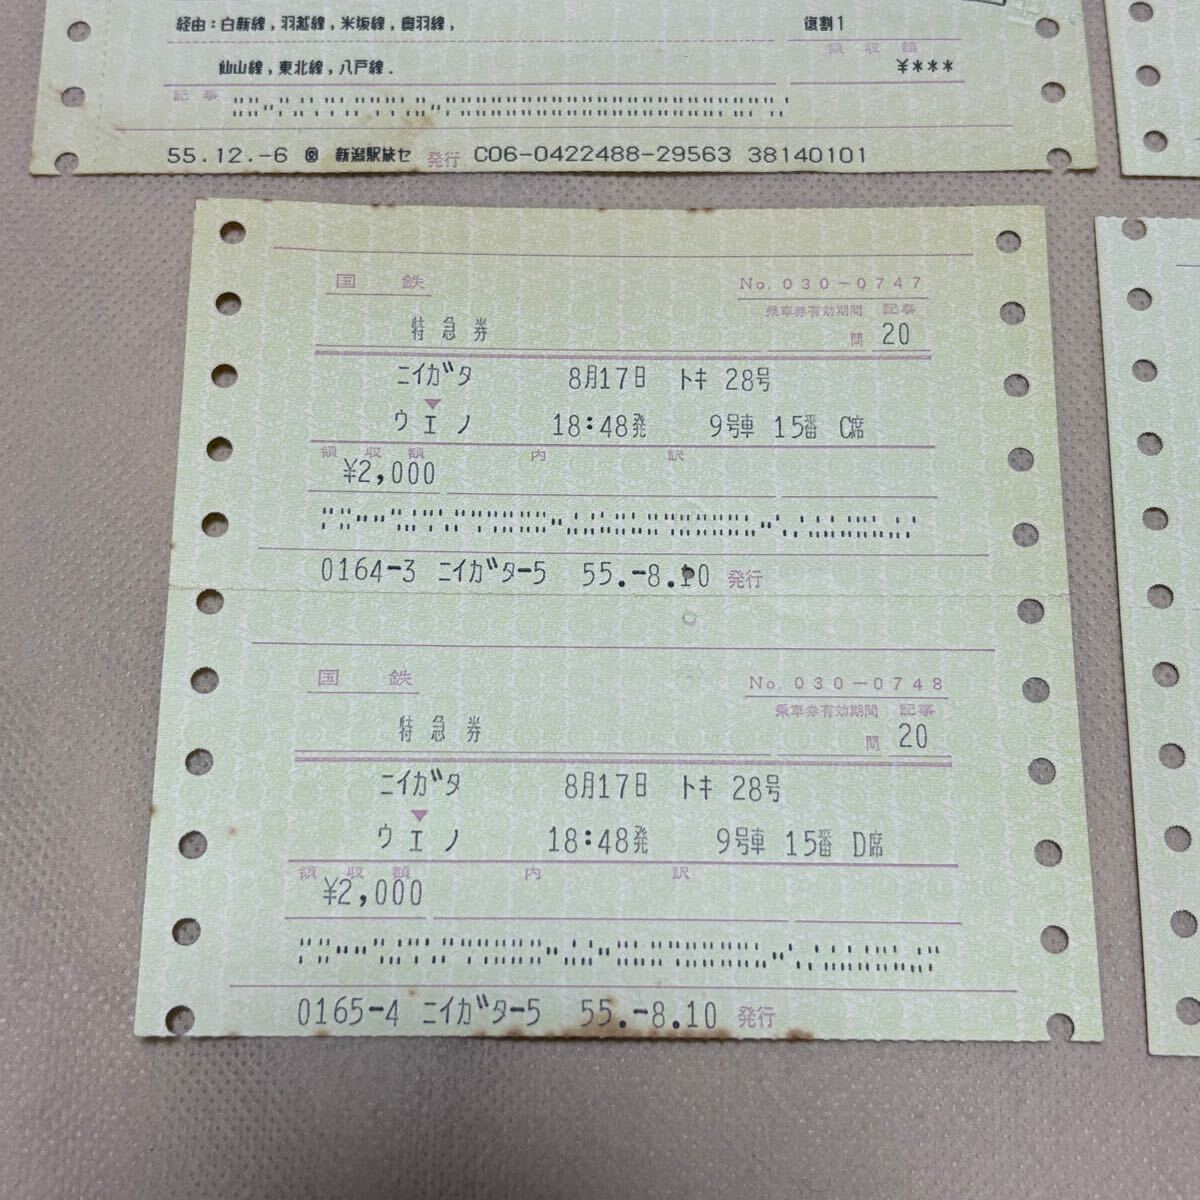 経由:白新線,羽越線,米坂線,奥羽線,
復割1
領収額
仙山線,東北線,八戸線.
¥***
記事
55.12.-6 新潟駅旅セ 発行 C06-0422488-29563 38140101
国鉄
No.030-0747
乗車券有効期間 記事
特急券
間 20
ニイガタ 8月17日 トキ 28号
ウエノ 18:48発 9号車 15番 C席
領収額 内訳
¥2,000
0164-3 ニイガタ-5 55.-8.10 発行
国鉄
No.030-0748
乗車券有効期間 記事
特急券
間 20
ニイガタ 8月17日 トキ 28号
ウエノ 18:48発 9号車 15番 D席
領収額 内訳
¥2,000
0165-4 ニイガタ-5 55.-8.10 発行